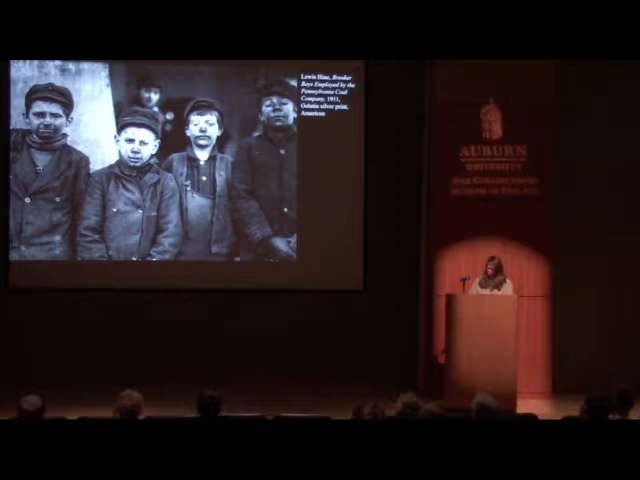 Lewis Hine, Breaker
Boys Employed by the
Pennsylvania Coal
Company, 1911,
Gelatin silver print,
American
AUBURN
UNIVERSITY